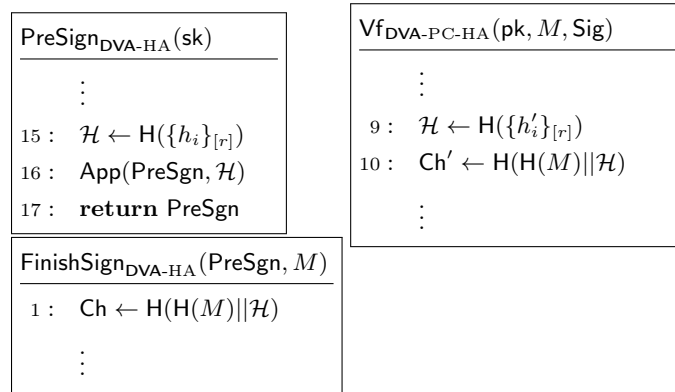 PreSign_DVA-HA(sk)
⋮
15 : ℋ ← H({h_i}_[r])
16 : App(PreSgn, ℋ)
17 : return PreSgn
FinishSign_DVA-HA(PreSgn, M)
1 : Ch ← H(H(M)||ℋ)
⋮
Vf_DVA-PC-HA(pk, M, Sig)
⋮
9 : ℋ ← H({h′_i}_[r])
10 : Ch′ ← H(H(M)||ℋ)
⋮